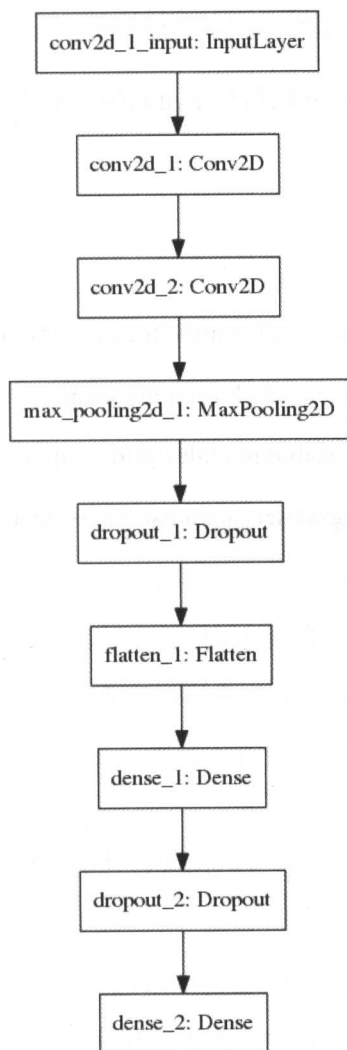 conv2d_1_input: InputLayer
conv2d_1: Conv2D
conv2d_2: Conv2D
max_pooling2d_1: MaxPooling2D
dropout_1: Dropout
flatten_1: Flatten
dense_1: Dense
dropout_2: Dropout
dense_2: Dense